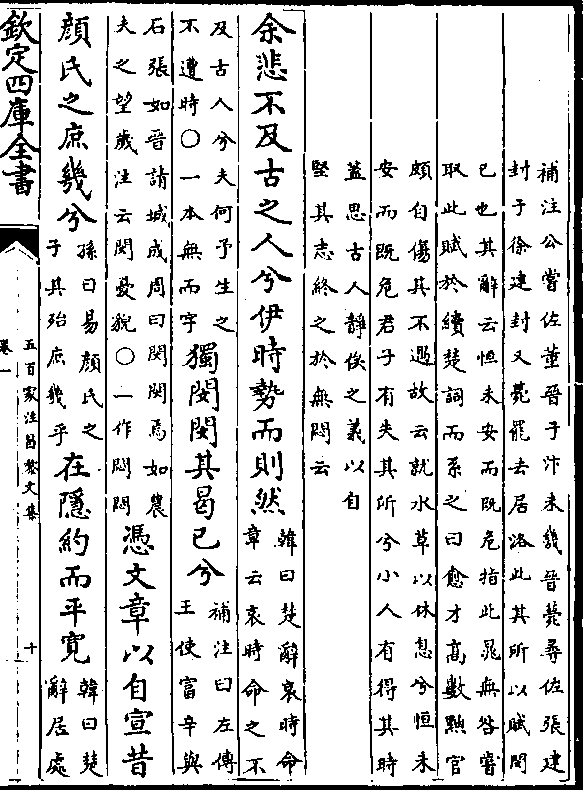 補注公嘗佐董晉于汴未幾晉薨尋佐張建
封于徐建封又薨罷去居洛此其所以賦閔
已也其辭云恒未安而既危指此晁無咎嘗
取此賦於續楚詞而系之曰愈才高數黜官
頗自傷其不遇故云就水草以休息兮恒未
安而既危君子有失其所兮小人有得其時
蓋思古人靜俟之義以自
堅其志終之於無悶云
余悲不及古之人兮伊時勢而則然
韓曰楚辭哀時命
章云哀時命之不
及古人兮夫何予生之
不遭時〇一本無而字
獨閔閔其曷已兮
補注曰左傳
王使富辛與
石張如晉請城成周曰閔閔焉如農
夫之望歲注云閔憂貌〇一作悶悶
憑文章以自宣昔
顏氏之庶幾兮
孫曰易顏氏之
子其殆庶幾乎
在隱約而平寬
韓曰楚
辭居處
欽定四庫全書
五百家注昌黎文集
卷一
十